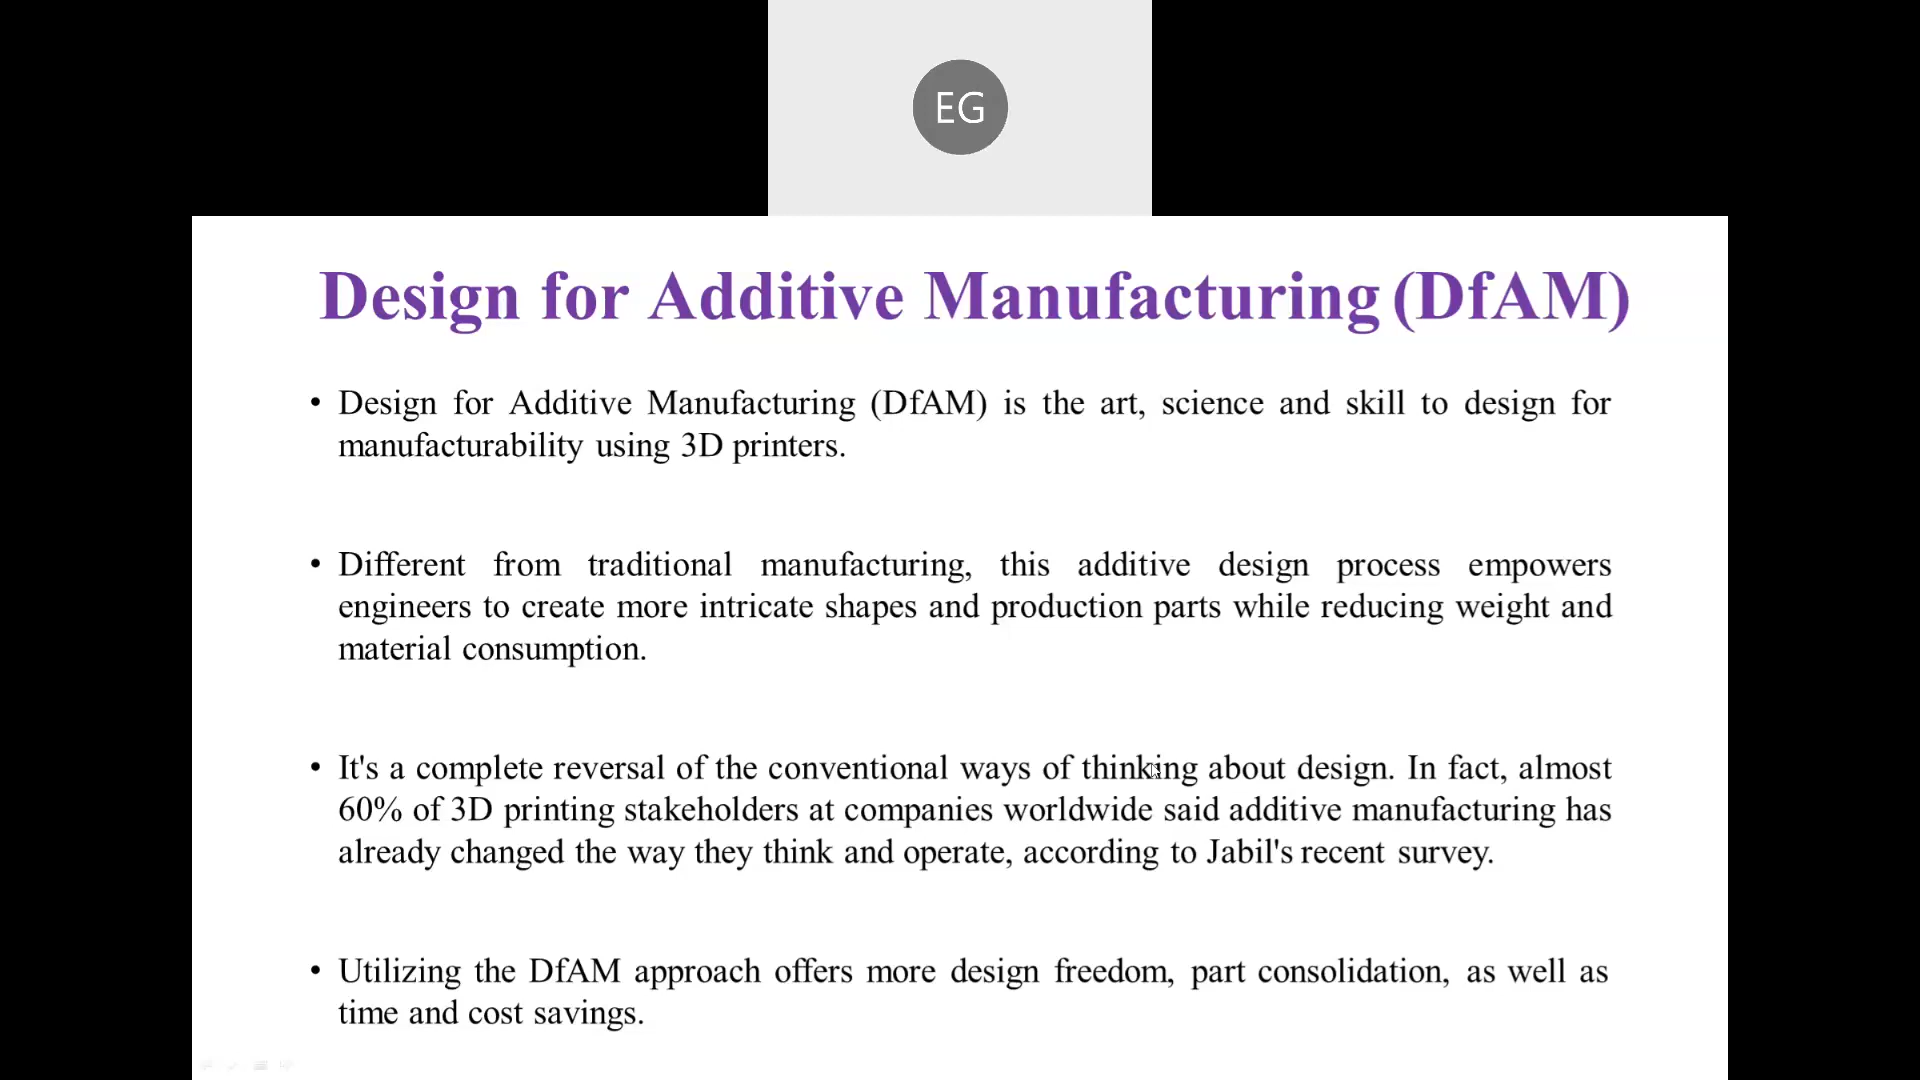 EG
Design for Additive Manufacturing (DfAM)
• Design for Additive Manufacturing (DfAM) is the art, science and skill to design for
manufacturability using 3D printers.
• Different from traditional manufacturing, this additive design process empowers
engineers to create more intricate shapes and production parts while reducing weight and
material consumption.
• It's a complete reversal of the conventional ways of thinking about design. In fact, almost
60% of 3D printing stakeholders at companies worldwide said additive manufacturing has
already changed the way they think and operate, according to Jabil's recent survey.
• Utilizing the DfAM approach offers more design freedom, part consolidation, as well as
time and cost savings.